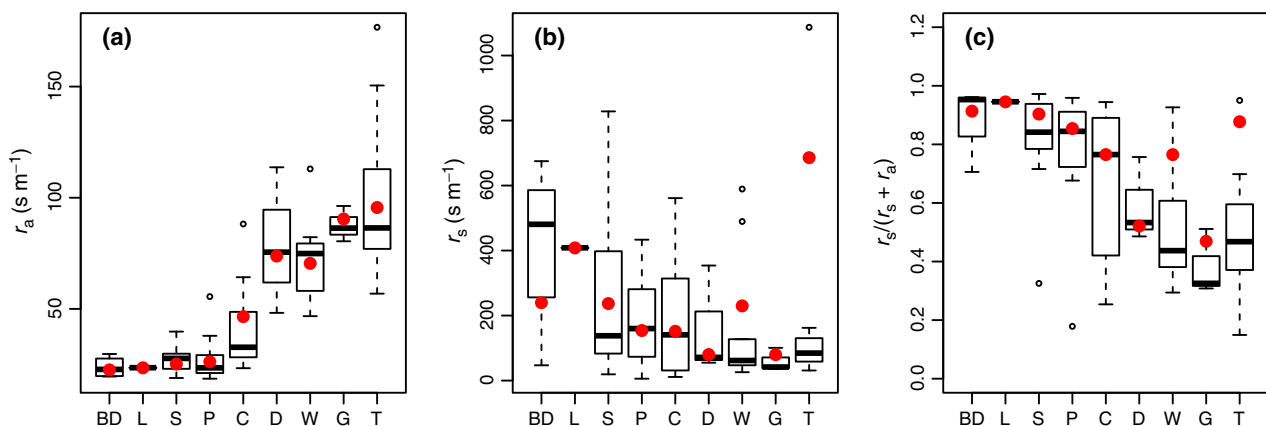 (a)
r_a (s m⁻¹)
150
100
50
BD L S P C D W G T
(b)
r_s (s m⁻¹)
1000
800
600
400
200
0
BD L S P C D W G T
(c)
r_s/(r_s + r_a)
1.2
1.0
0.8
0.6
0.4
0.2
0.0
BD L S P C D W G T